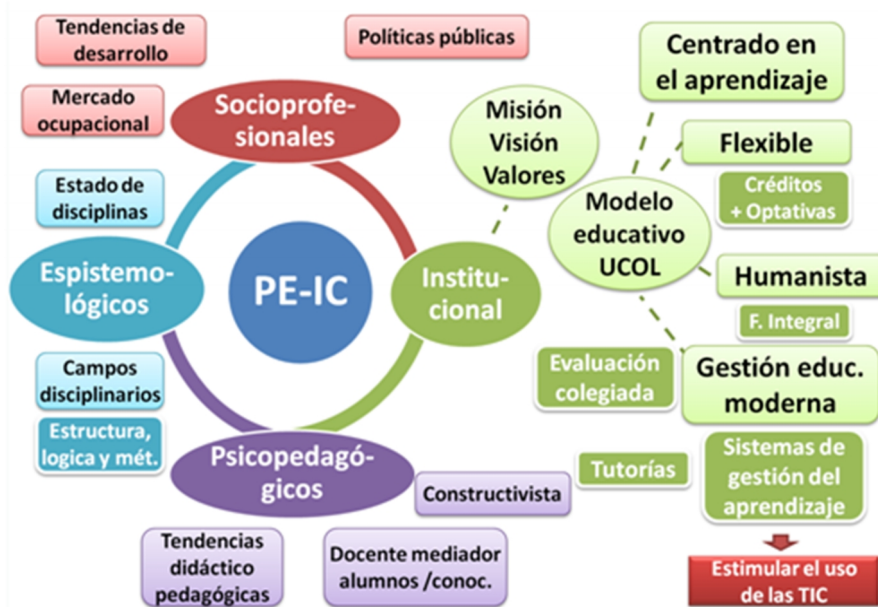 Tendencias de
desarrollo
Políticas públicas
Centrado en
el aprendizaje
Mercado
ocupacional
Socioprofe-
sionales
Misión
Visión
Valores
Flexible
Créditos
+ Optativas
Estado de
disciplinas
Modelo
educativo
UCOL
Espistemo-
lógicos
PE-IC
Institu-
cional
Humanista
F. Integral
Campos
disciplinarios
Estructura,
logica y mét.
Evaluación
colegiada
Gestión educ.
moderna
Psicopedagó-
gicos
Tutorías
Sistemas de
gestión del
aprendizaje
Constructivista
Tendencias
didáctico
pedagógicas
Docente mediador
alumnos /conoc.
Estimular el uso
de las TIC